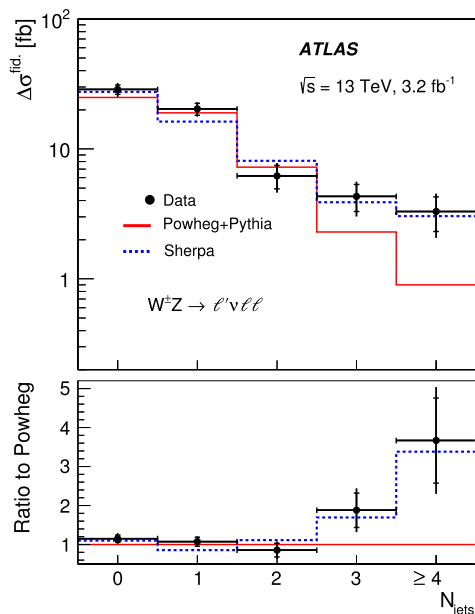 Δσ^fid. [fb]
10²
10
1
ATLAS
√s = 13 TeV, 3.2 fb⁻¹
Data
Powheg+Pythia
Sherpa
W±Z → ℓ′νℓℓ
Ratio to Powheg
5
4
3
2
1
0 1 2 3 ≥ 4
N_jets